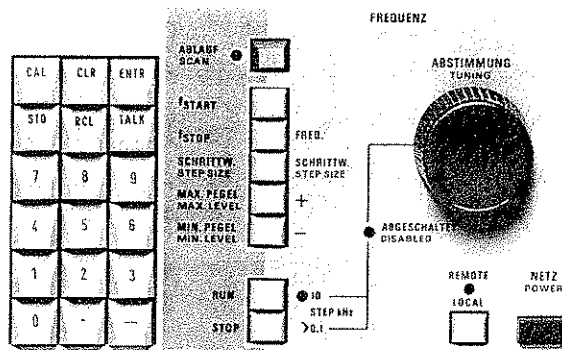 FREQUENZ
ABLAUF
SCAN
ABSTIMMUNG
TUNING
CAL CLR ENTR
STO RCL TALK
7 8 9
4 5 6
1 2 3
0 - —
fSTART
fSTOP FREQ.
SCHRITTW. SCHRITTW.
STEP SIZE STEP SIZE
MAX. PEGEL +
MAX. LEVEL
MIN. PEGEL —
MIN. LEVEL
ABGESCHALTET
DISABLED
RUN 10
STEP kHz
STOP >0.1
REMOTE
LOCAL
NETZ
POWER